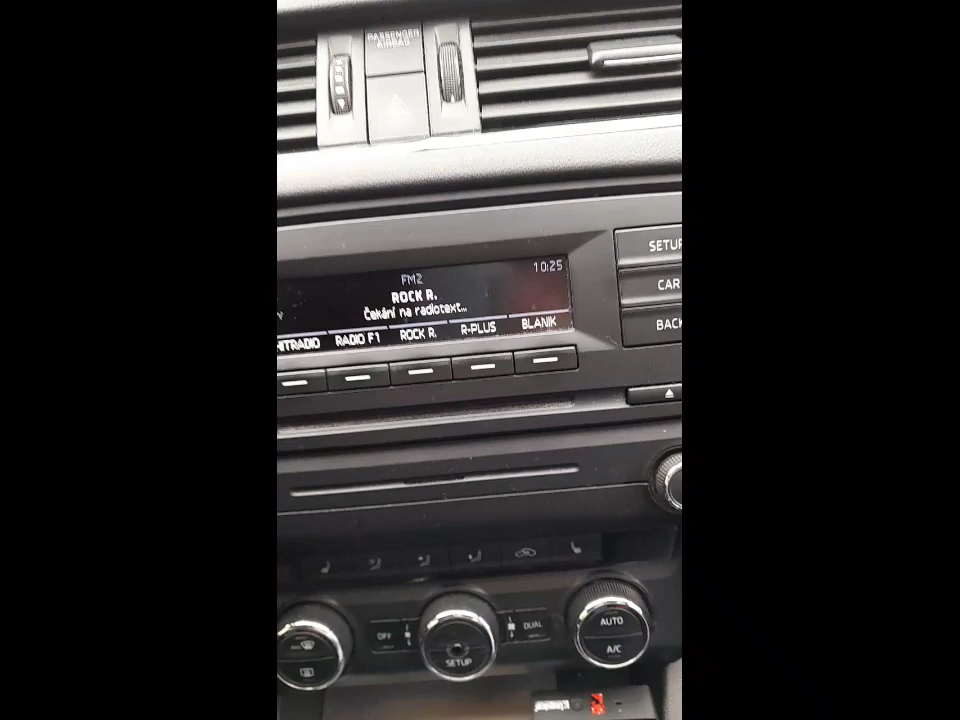 PASSENGER
AIRBAG
SETUP
CAR
BACK
FM2
10:25
ROCK R.
Čekání na radiotext...
HITRADIO RADIO F1 ROCK R. R-PLUS BLANIK
OFF
DUAL
AUTO
A/C
SETUP